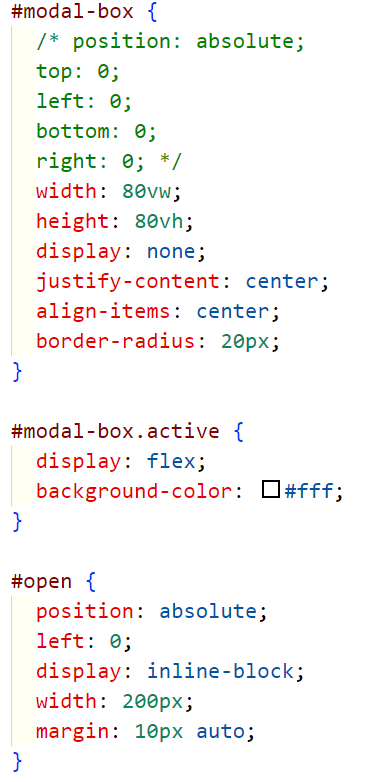 #modal-box {
/* position: absolute;
top: 0;
left: 0;
bottom: 0;
right: 0; */
width: 80vw;
height: 80vh;
display: none;
justify-content: center;
align-items: center;
border-radius: 20px;
}
#modal-box.active {
display: flex;
background-color: #fff;
}
#open {
position: absolute;
left: 0;
display: inline-block;
width: 200px;
margin: 10px auto;
}